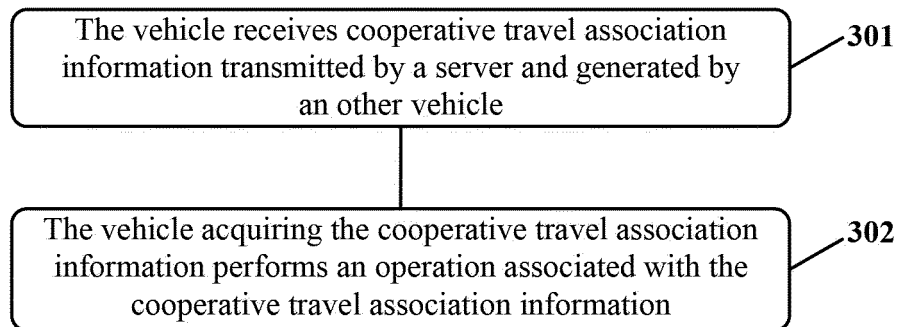 The vehicle receives cooperative travel association
information transmitted by a server and generated by
an other vehicle
301
The vehicle acquiring the cooperative travel association
information performs an operation associated with the
cooperative travel association information
302